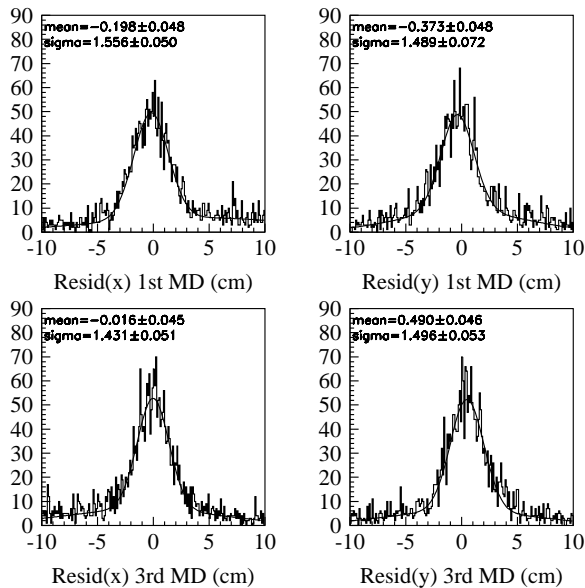 90
80
70
60
50
40
30
20
10
0
mean=−0.198±0.048
sigma=1.556±0.050
-10 -5 0 5 10
Resid(x) 1st MD (cm)
90
80
70
60
50
40
30
20
10
0
mean=−0.373±0.048
sigma=1.489±0.072
-10 -5 0 5 10
Resid(y) 1st MD (cm)
90
80
70
60
50
40
30
20
10
0
mean=−0.016±0.045
sigma=1.431±0.051
-10 -5 0 5 10
Resid(x) 3rd MD (cm)
90
80
70
60
50
40
30
20
10
0
mean=0.490±0.046
sigma=1.496±0.053
-10 -5 0 5 10
Resid(y) 3rd MD (cm)